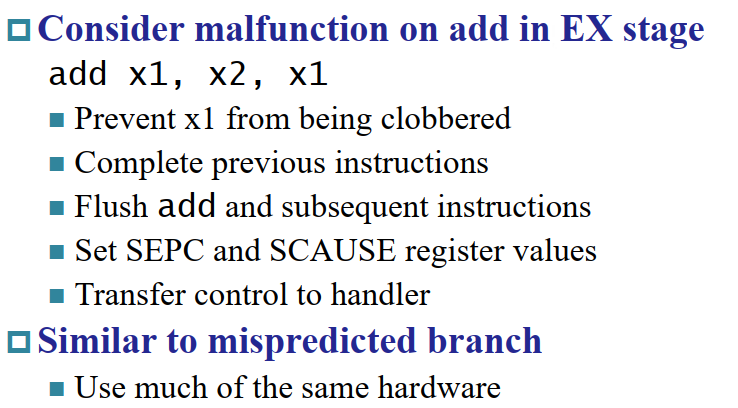 Consider malfunction on add in EX stage
add x1, x2, x1
Prevent x1 from being clobbered
Complete previous instructions
Flush add and subsequent instructions
Set SEPC and SCAUSE register values
Transfer control to handler
Similar to mispredicted branch
Use much of the same hardware